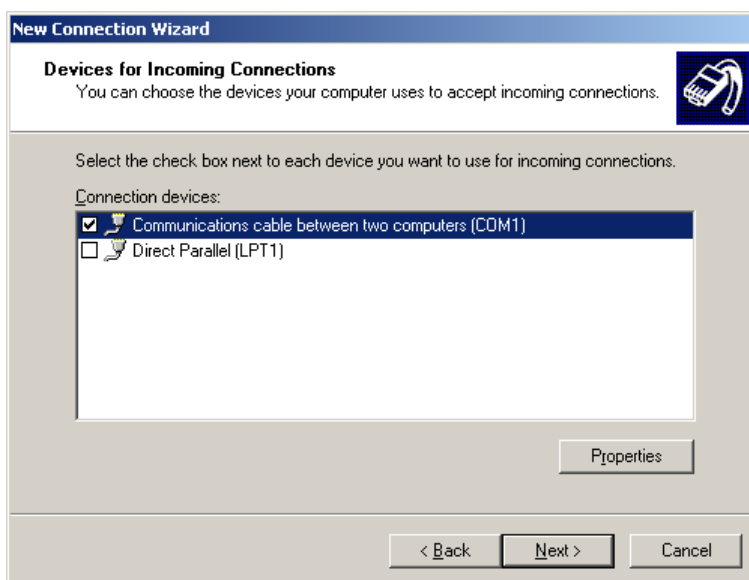 New Connection Wizard
Devices for Incoming Connections
You can choose the devices your computer uses to accept incoming connections.
Select the check box next to each device you want to use for incoming connections.
Connection devices:
Communications cable between two computers (COM1)
Direct Parallel (LPT1)
Properties
< Back
Next >
Cancel